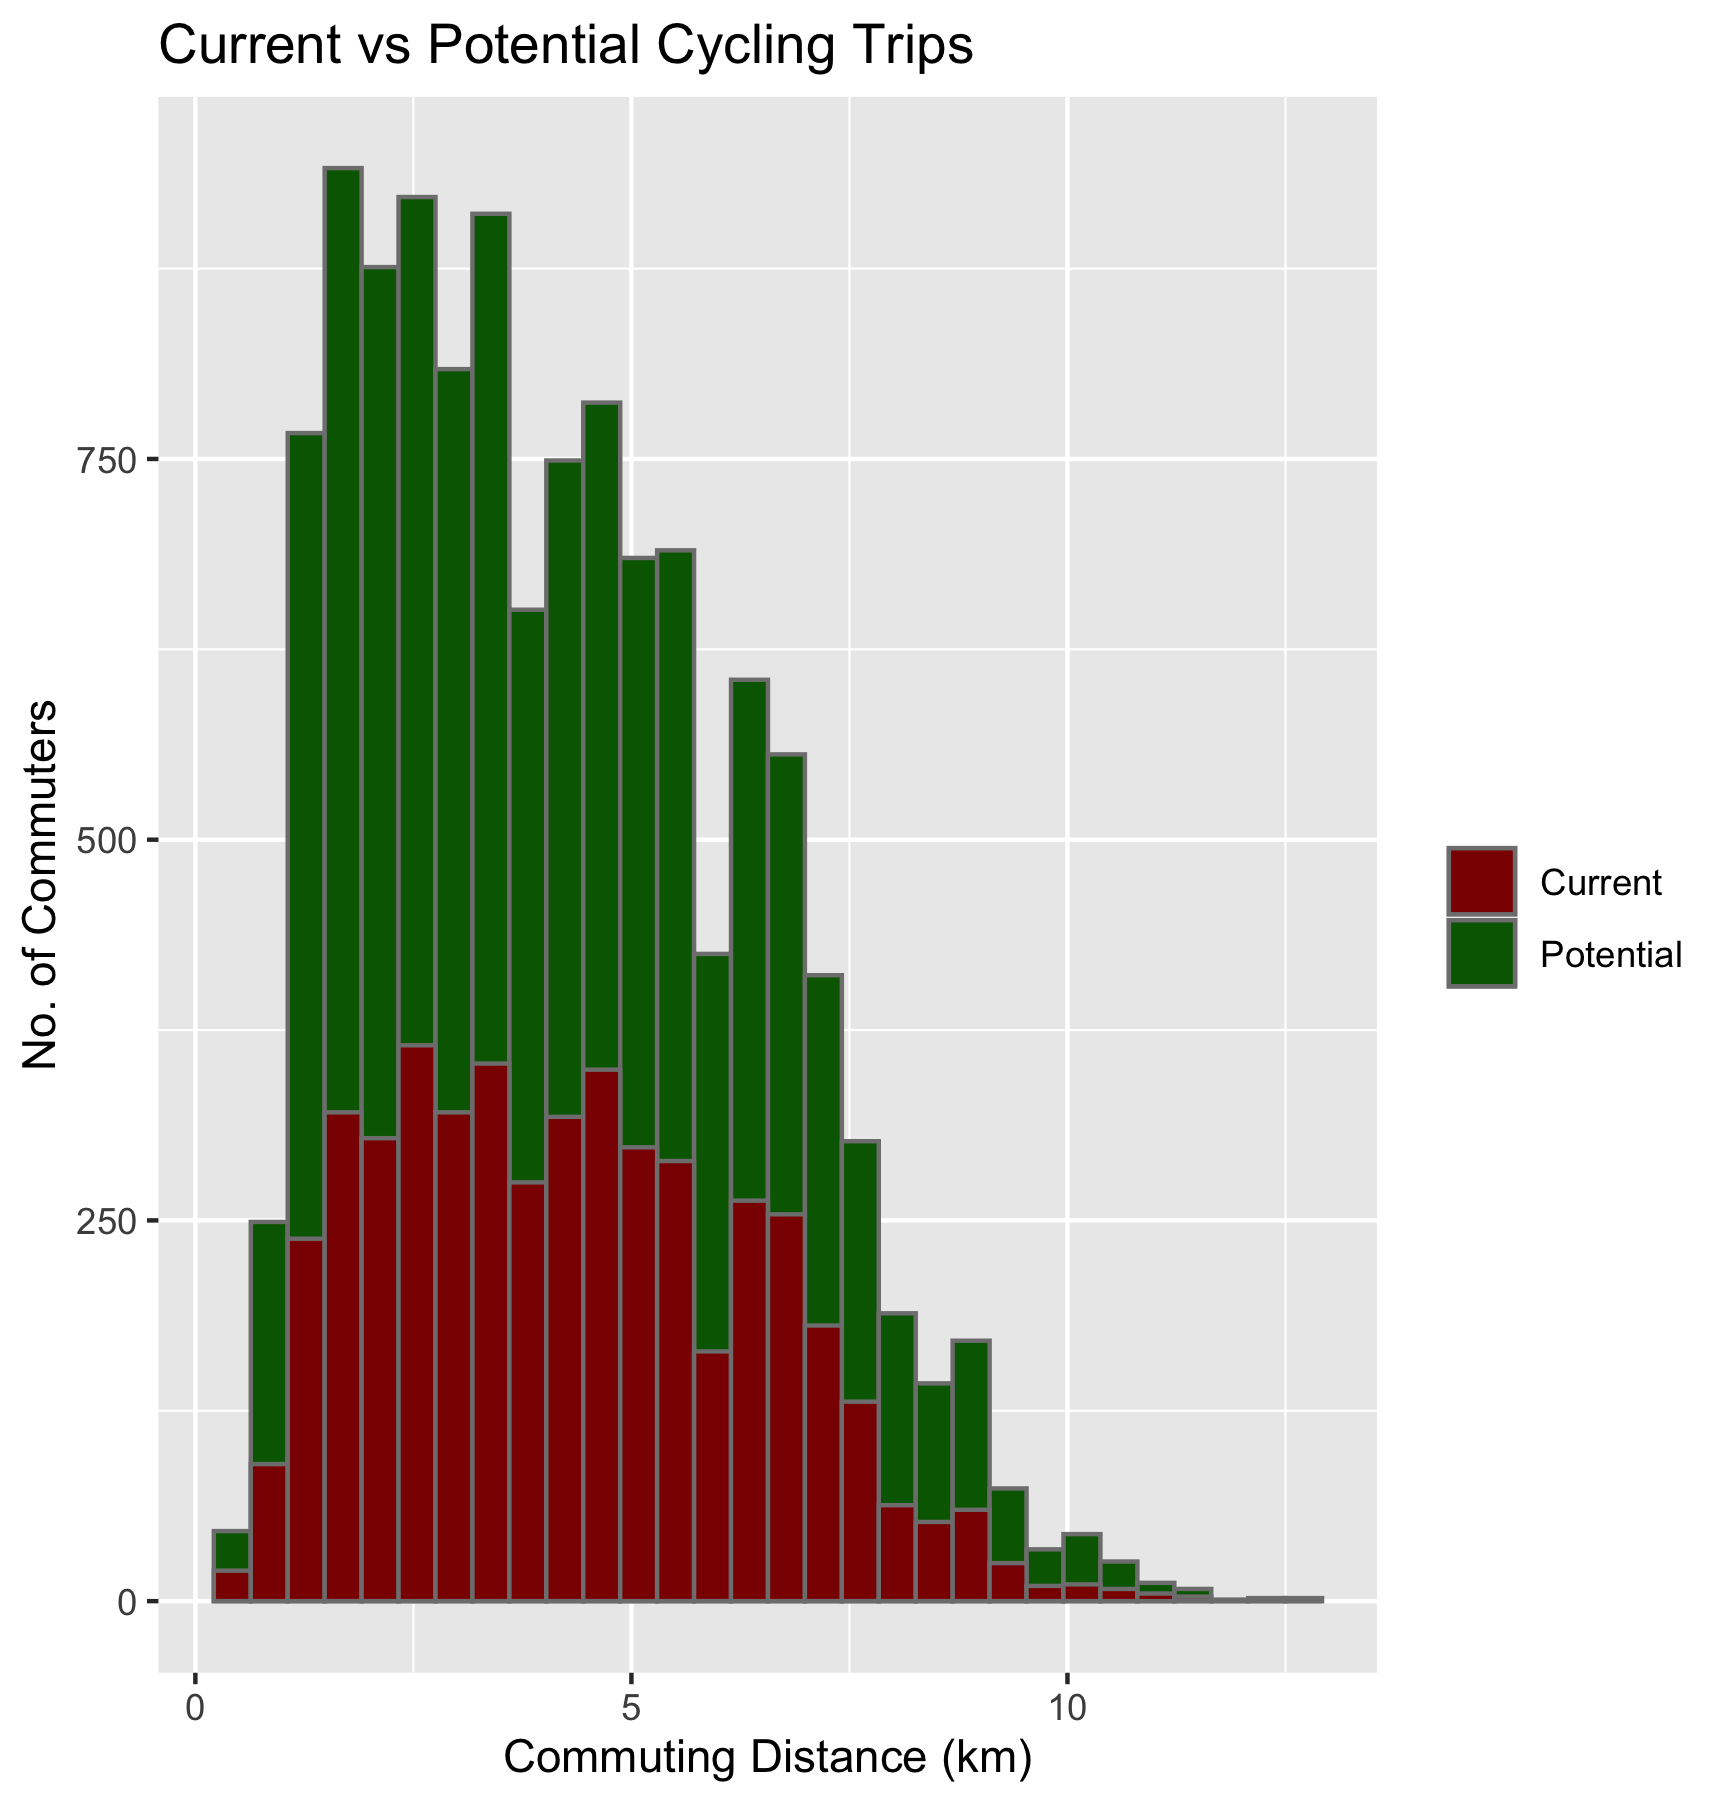 Current vs Potential Cycling Trips
No. of Commuters
750
500
250
0
0 5 10
Commuting Distance (km)
Current
Potential